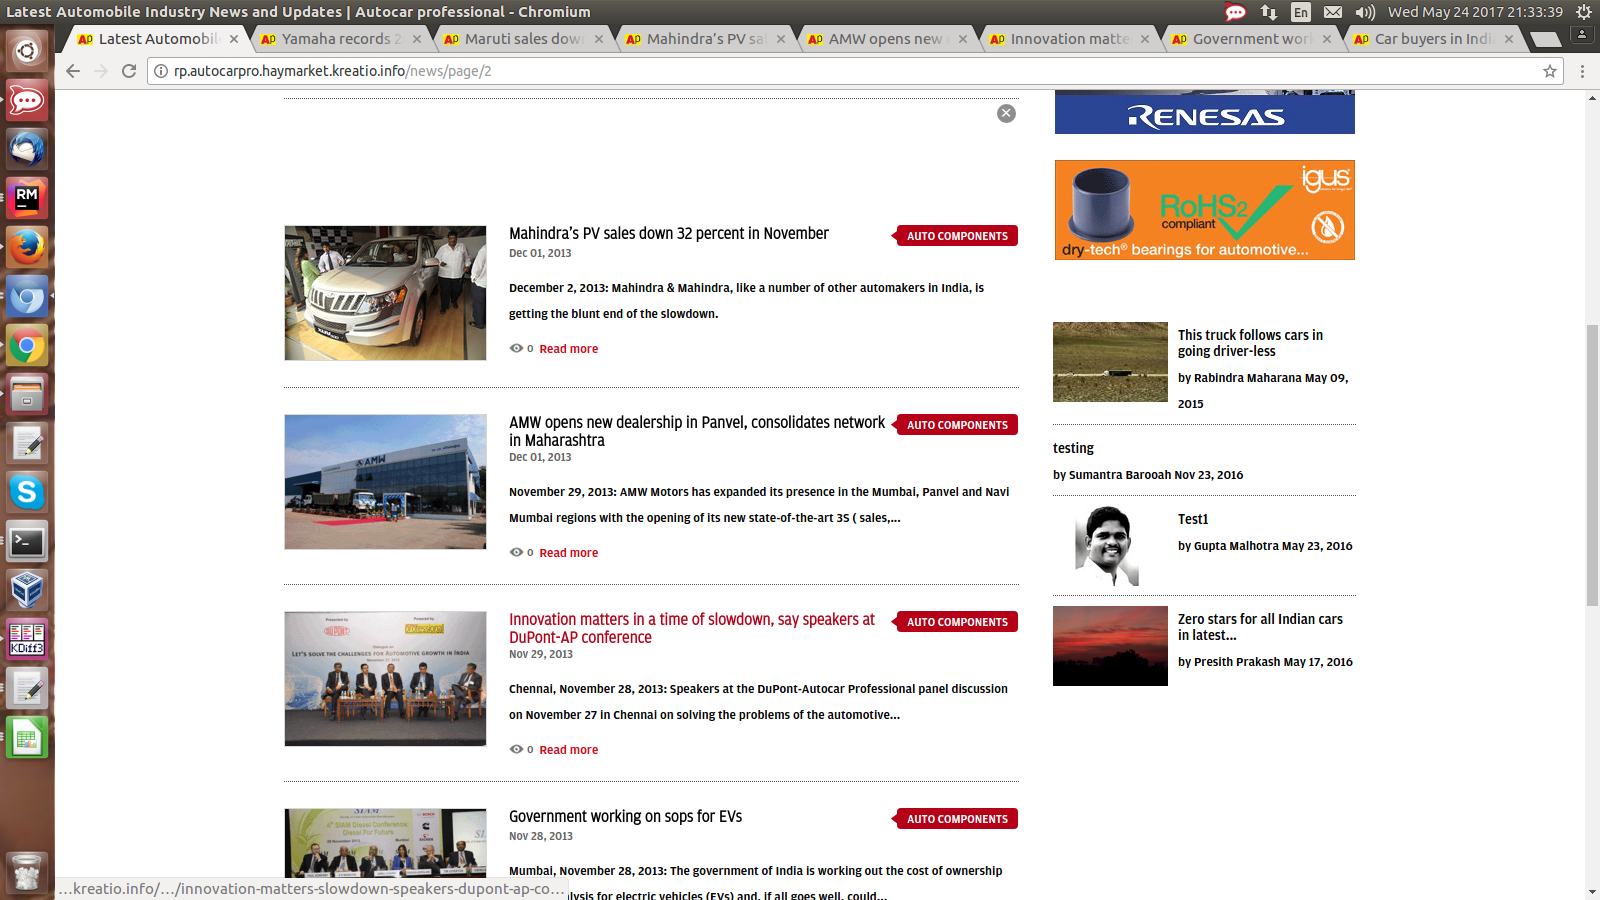 Latest Automobile Industry News and Updates | Autocar professional - Chromium
En
Wed May 24 2017 21:33:39
Latest Automobil
Yamaha records 2
Maruti sales dow
Mahindra's PV sa
AMW opens new
Innovation matte
Government wor
Car buyers in Indi
rp.autocarpro.haymarket.kreatio.info/news/page/2
RENESAS
igus
RoHS2
compliant
dry-tech® bearings for automotive...
Mahindra's PV sales down 32 percent in November
AUTO COMPONENTS
Dec 01, 2013
December 2, 2013: Mahindra & Mahindra, like a number of other automakers in India, is
getting the blunt end of the slowdown.
0 Read more
AMW opens new dealership in Panvel, consolidates network
in Maharashtra
AUTO COMPONENTS
Dec 01, 2013
November 29, 2013: AMW Motors has expanded its presence in the Mumbai, Panvel and Navi
Mumbai regions with the opening of its new state-of-the-art 3S ( sales,...
0 Read more
AMW
Innovation matters in a time of slowdown, say speakers at
DuPont-AP conference
AUTO COMPONENTS
Nov 29, 2013
Chennai, November 28, 2013: Speakers at the DuPont-Autocar Professional panel discussion
on November 27 in Chennai on solving the problems of the automotive...
0 Read more
LET'S SOLVE THE CHALLENGES FOR AUTOMOTIVE GROWTH IN INDIA
Government working on sops for EVs
AUTO COMPONENTS
Nov 28, 2013
Mumbai, November 28, 2013: The government of India is working out the cost of ownership
alysis for electric vehicles (EVs) and, if all goes well, could...
SIAM
This truck follows cars in
going driver-less
by Rabindra Maharana May 09,
2015
testing
by Sumantra Barooah Nov 23, 2016
Test1
by Gupta Malhotra May 23, 2016
Zero stars for all Indian cars
in latest...
by Presith Prakash May 17, 2016
RM
KDiff3
...kreatio.info/.../innovation-matters-slowdown-speakers-dupont-ap-co...